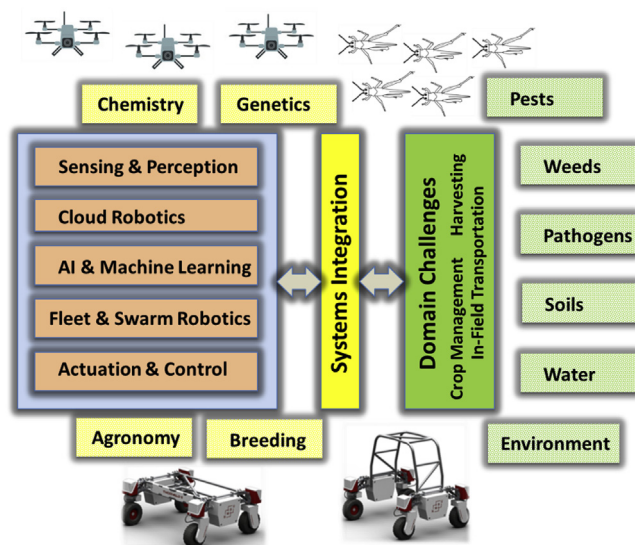 Chemistry
Genetics
Pests
Sensing & Perception
Cloud Robotics
AI & Machine Learning
Fleet & Swarm Robotics
Actuation & Control
Systems Integration
Domain Challenges
Crop Management Harvesting
In-Field Transportation
Weeds
Pathogens
Soils
Water
Agronomy
Breeding
Environment